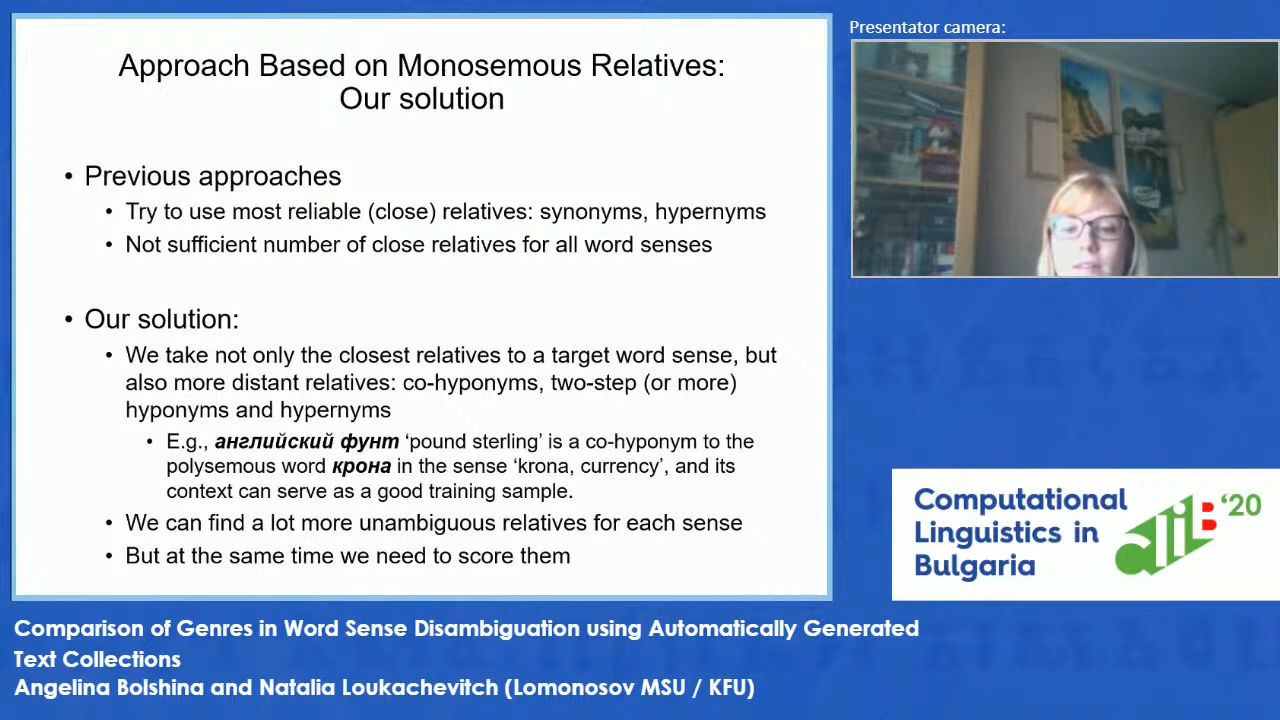 Approach Based on Monosemous Relatives:
Our solution
• Previous approaches
• Try to use most reliable (close) relatives: synonyms, hypernyms
• Not sufficient number of close relatives for all word senses
• Our solution:
• We take not only the closest relatives to a target word sense, but
also more distant relatives: co-hyponyms, two-step (or more)
hyponyms and hypernyms
• E.g., английский фунт ‘pound sterling’ is a co-hyponym to the
polysemous word крона in the sense ‘krona, currency’, and its
context can serve as a good training sample.
• We can find a lot more unambiguous relatives for each sense
• But at the same time we need to score them
Presentator camera:
Computational
Linguistics in
Bulgaria
clib ‘20
Comparison of Genres in Word Sense Disambiguation using Automatically Generated
Text Collections
Angelina Bolshina and Natalia Loukachevitch (Lomonosov MSU / KFU)